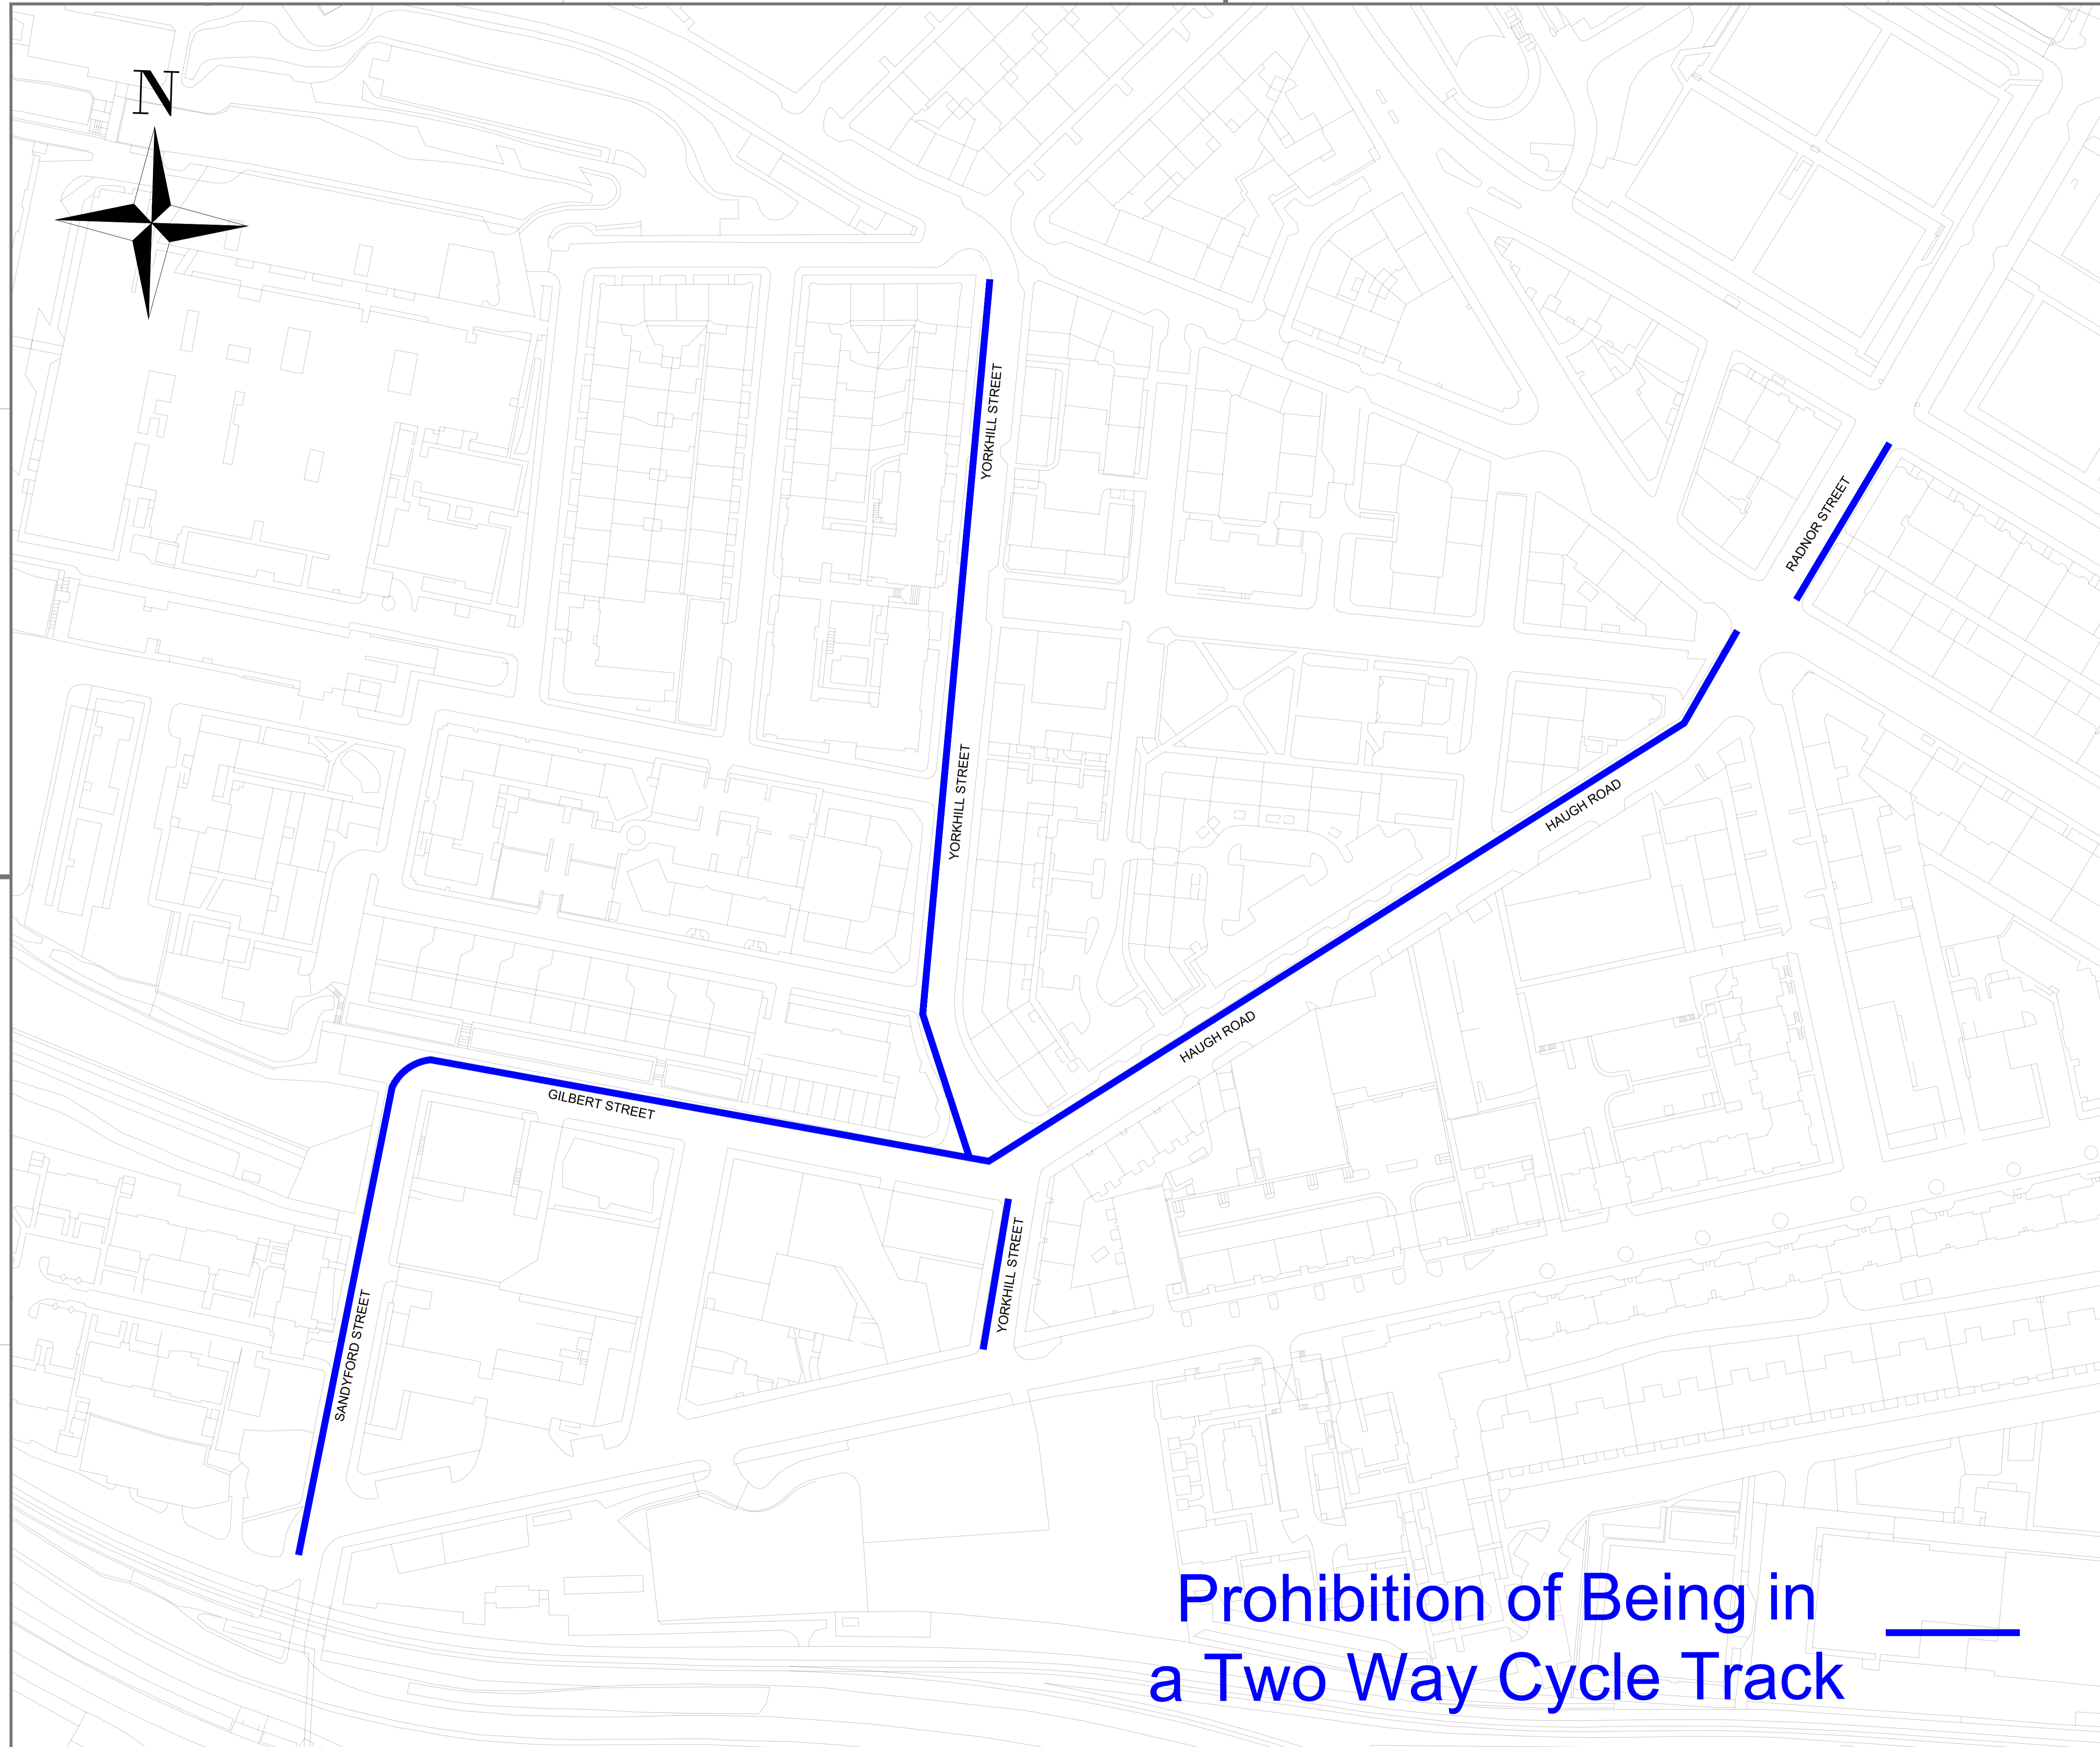 N
YORKHILL STREET
RADNOR STREET
YORKHILL STREET
HAUGH ROAD
HAUGH ROAD
GILBERT STREET
YORKHILL STREET
SANDYFORD STREET
Prohibition of Being in
a Two Way Cycle Track